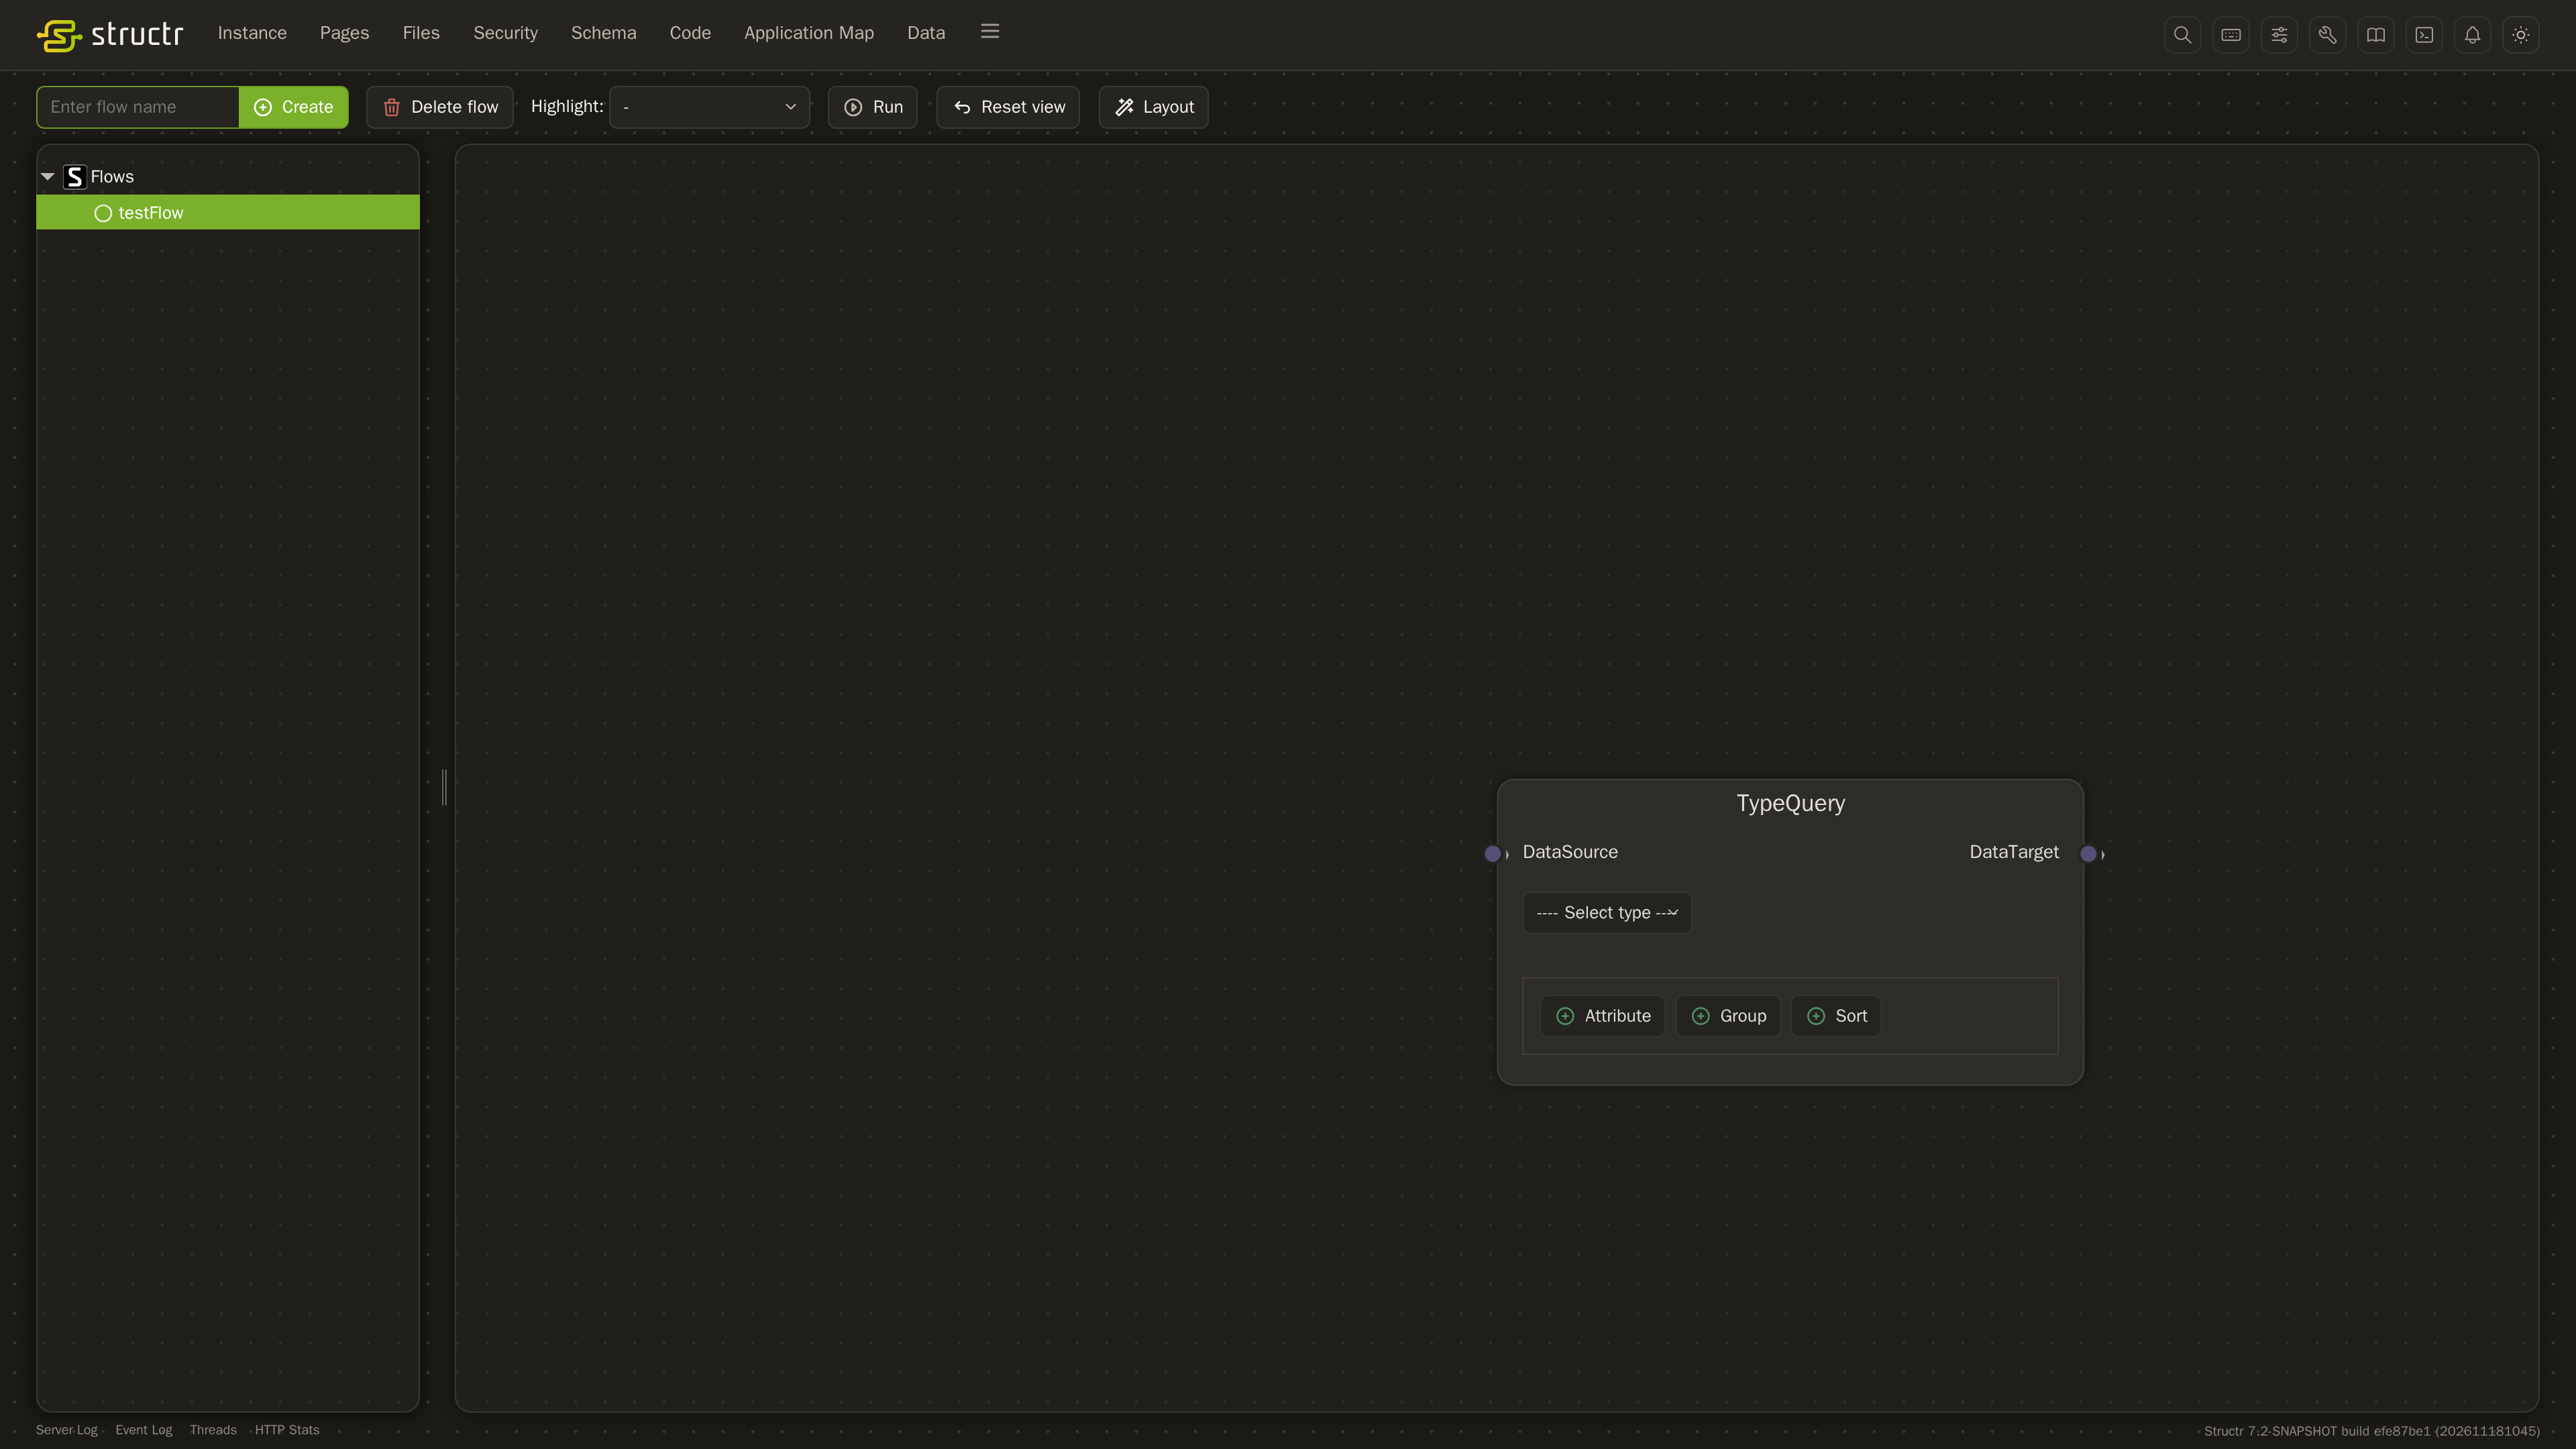 structr Instance Pages Files Security Schema Code Application Map Data
Enter flow name Create Delete flow Highlight: - Run Reset view Layout
Flows
testFlow
TypeQuery
DataSource DataTarget
---- Select type ----
Attribute Group Sort
Server Log Event Log Threads HTTP Stats
Structr 7.2-SNAPSHOT build efe87be1 (202611181045)